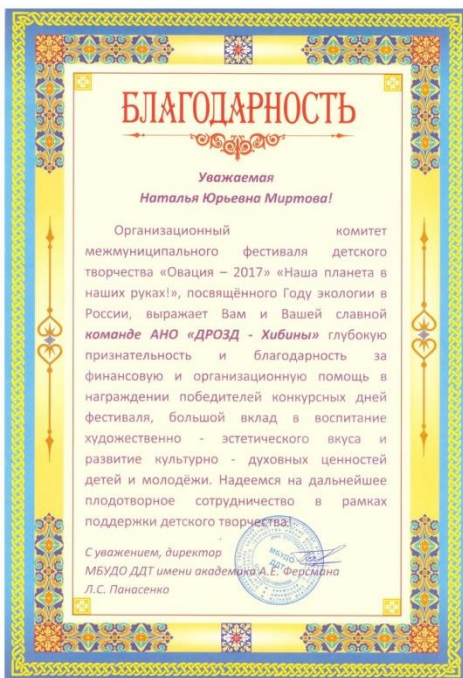 БЛАГОДАРНОСТЬ
Уважаемая
Наталья Юрьевна Миртова!
Организационный комитет
межмуниципального фестиваля детского
творчества «Овация – 2017» «Наша планета в
наших руках!», посвящённого Году экологии в
России, выражает Вам и Вашей славной
команде АНО «ДРОЗД - Хибины» глубокую
признательность и благодарность за
финансовую и организационную помощь в
награждении победителей конкурсных дней
фестиваля, большой вклад в воспитание
художественно - эстетического вкуса и
развитие культурно - духовных ценностей
детей и молодёжи. Надеемся на дальнейшее
плодотворное сотрудничество в рамках
поддержки детского творчества!
С уважением, директор
МБУДО ДДТ имени академика А.Е. Ферсмана
Л.С. Панасенко
МБУДО
ДДТ